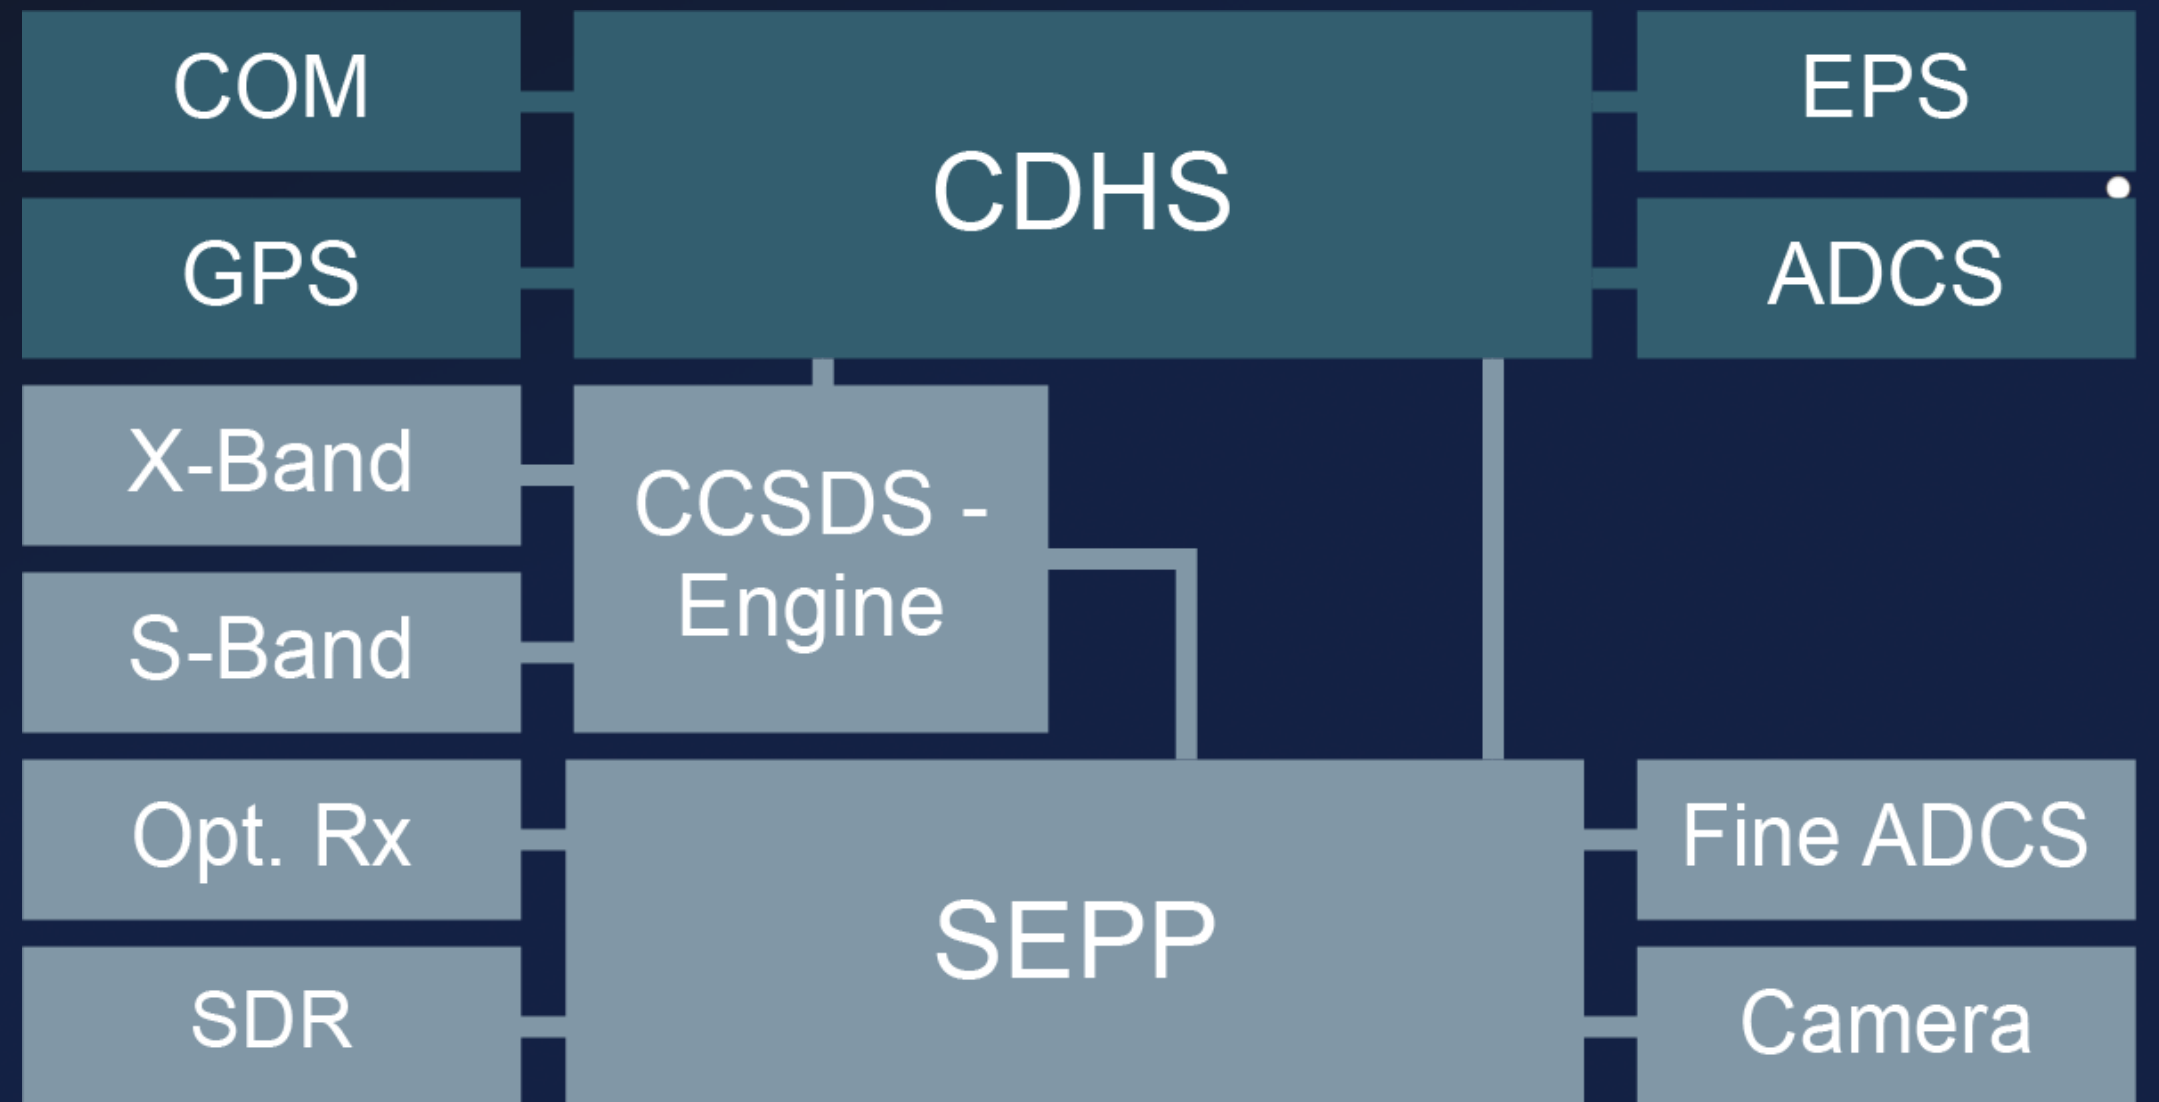 COM
CDHS
EPS
GPS
ADCS
X-Band
CCSDS -
Engine
S-Band
Opt. Rx
SEPP
Fine ADCS
SDR
Camera